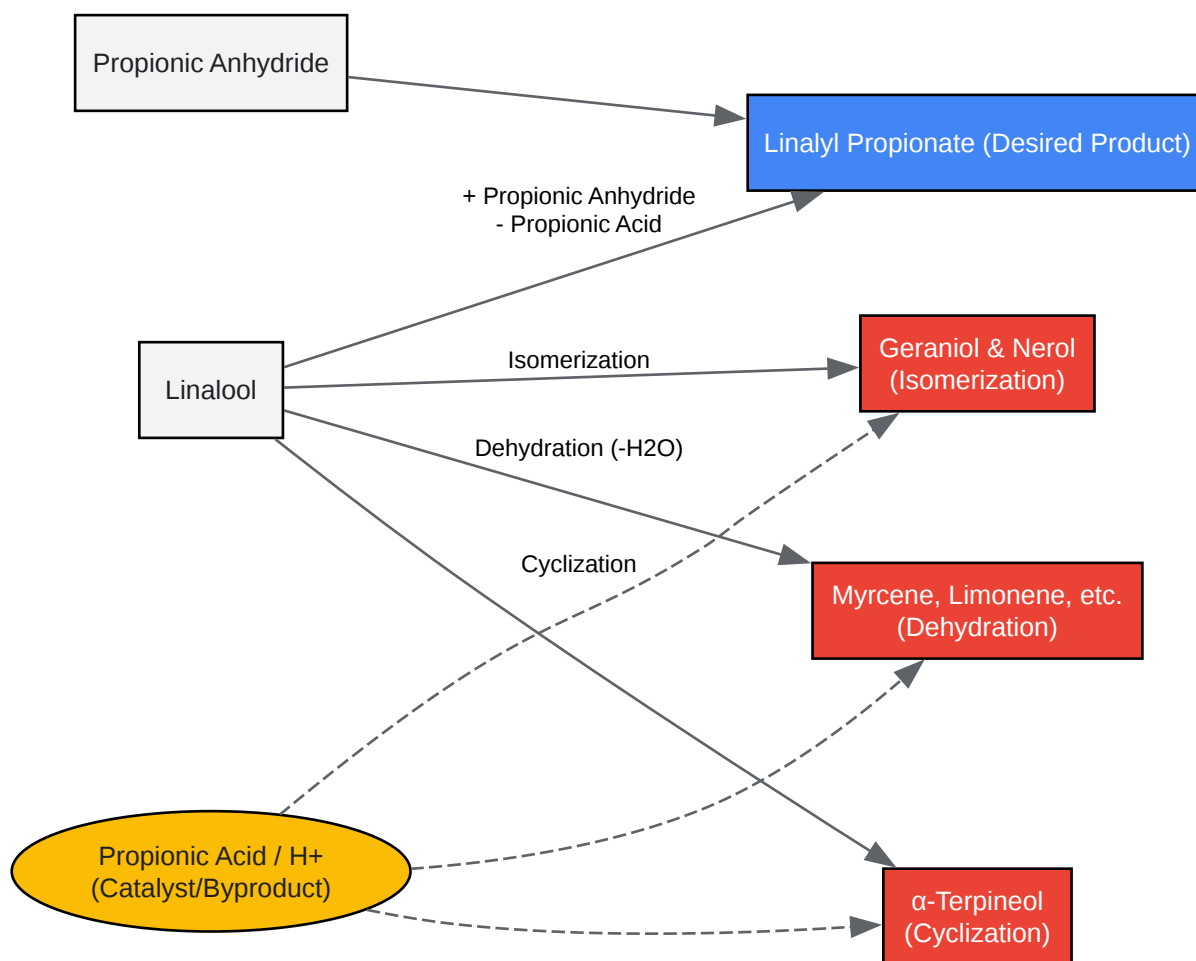 Propionic Anhydride
Linalyl Propionate (Desired Product)
+ Propionic Anhydride
- Propionic Acid
Geraniol & Nerol
(Isomerization)
Isomerization
Linalool
Dehydration (-H2O)
Cyclization
Myrcene, Limonene, etc.
(Dehydration)
Propionic Acid / H+
(Catalyst/Byproduct)
α-Terpineol
(Cyclization)